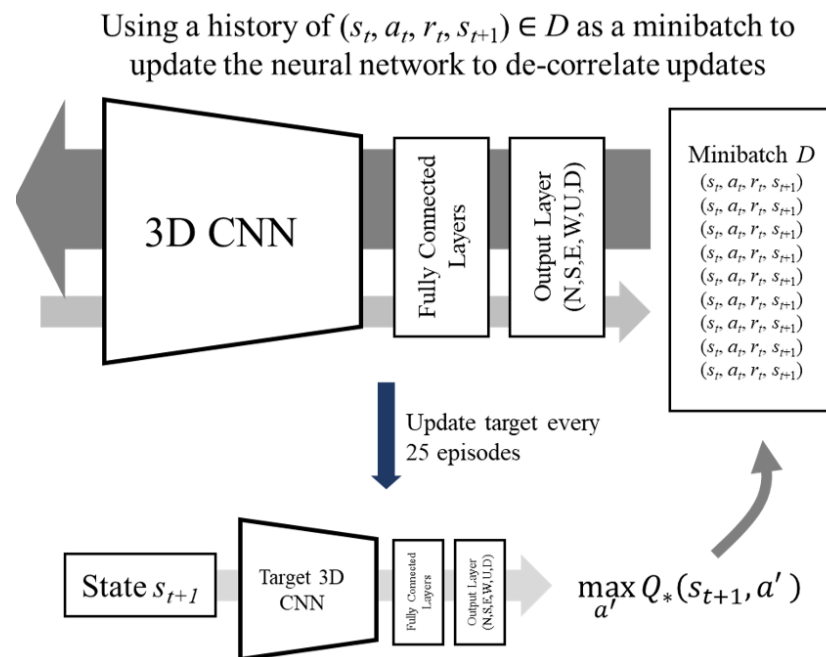 Using a history of (sₜ, aₜ, rₜ, sₜ₊₁) ∈ D as a minibatch to
update the neural network to de-correlate updates
3D CNN
Fully Connected
Layers
Output Layer
(N,S,E,W,U,D)
Minibatch D
(sₜ, aₜ, rₜ, sₜ₊₁)
(sₜ, aₜ, rₜ, sₜ₊₁)
(sₜ, aₜ, rₜ, sₜ₊₁)
(sₜ, aₜ, rₜ, sₜ₊₁)
(sₜ, aₜ, rₜ, sₜ₊₁)
(sₜ, aₜ, rₜ, sₜ₊₁)
(sₜ, aₜ, rₜ, sₜ₊₁)
(sₜ, aₜ, rₜ, sₜ₊₁)
(sₜ, aₜ, rₜ, sₜ₊₁)
Update target every
25 episodes
State sₜ₊₁
Target 3D
CNN
Fully Connected
Layers
Output Layer
(N,S,E,W,U,D)
max Q∗(sₜ₊₁, a′)
a′